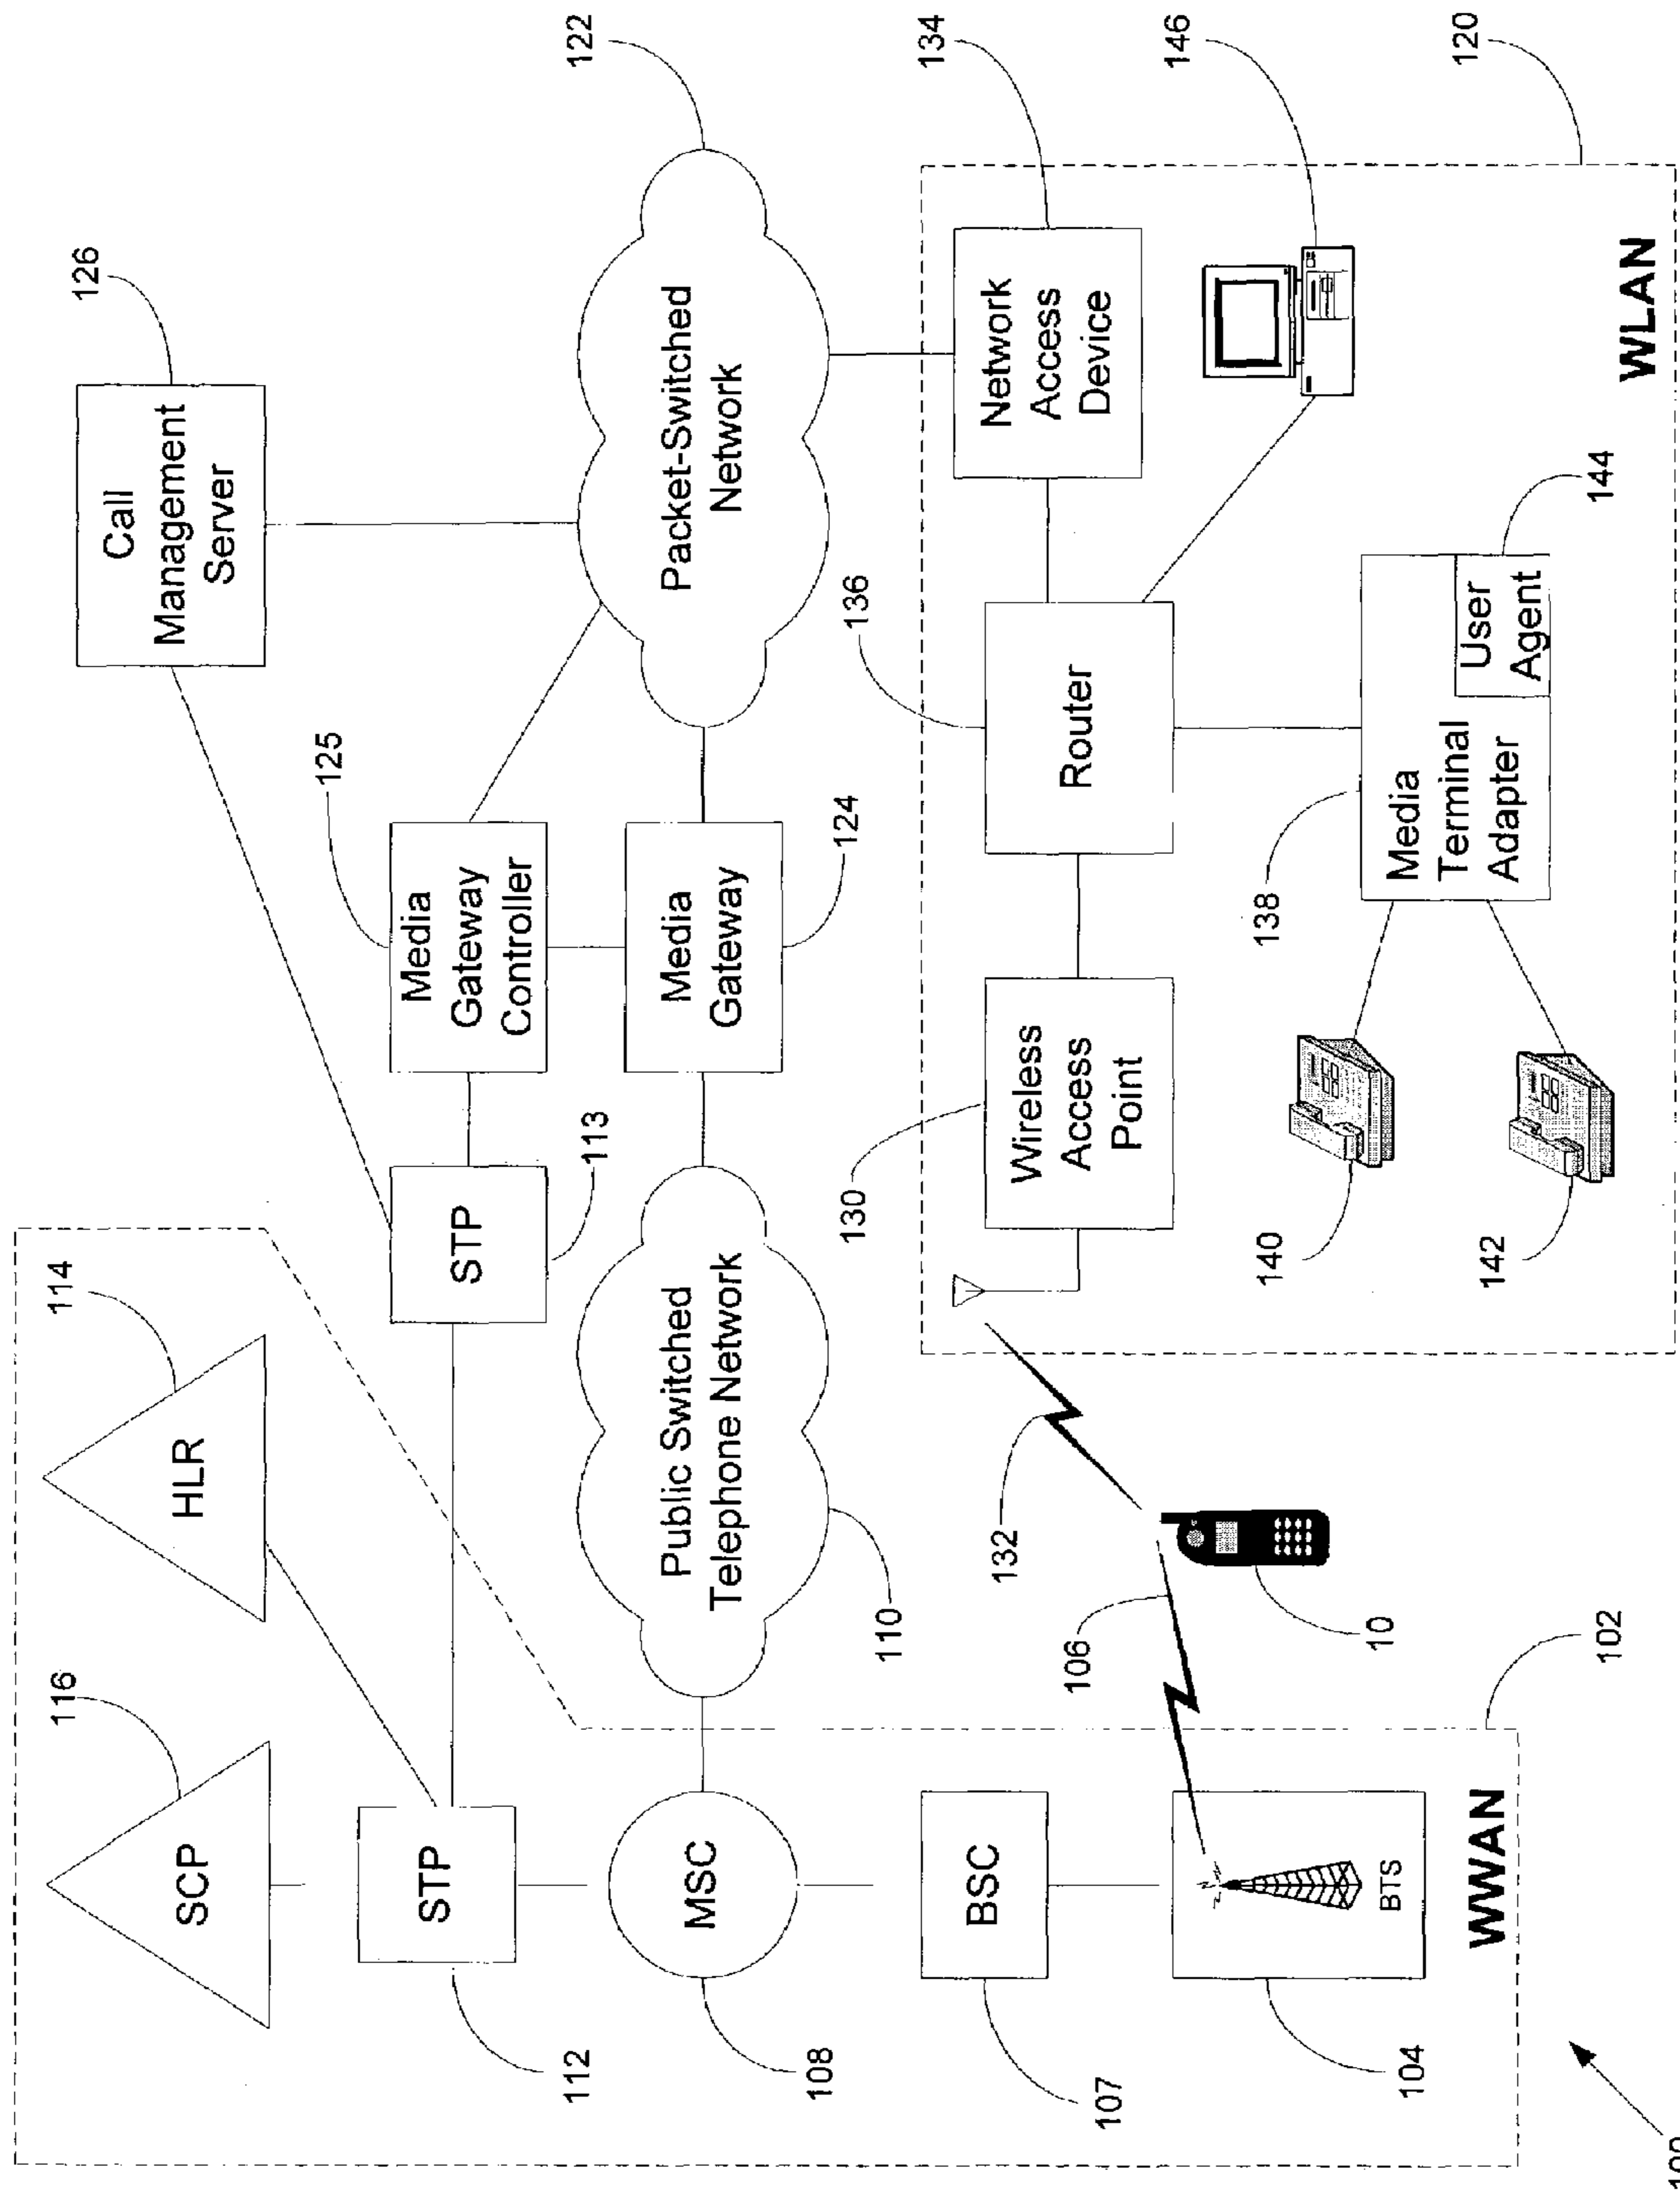 116
114
126
SCP
HLR
Call
Management
Server
112
STP
STP
113
125
Media
Gateway
Controller
122
108
MSC
Public Switched
Telephone Network
110
Media
Gateway
124
Packet-Switched
Network
107
BSC
106
132
130
Wireless
Access
Point
136
Router
Network
Access
Device
134
104
BTS
10
140
142
138
Media
Terminal
Adapter
User
Agent
144
146
WWAN
102
WLAN
120
100